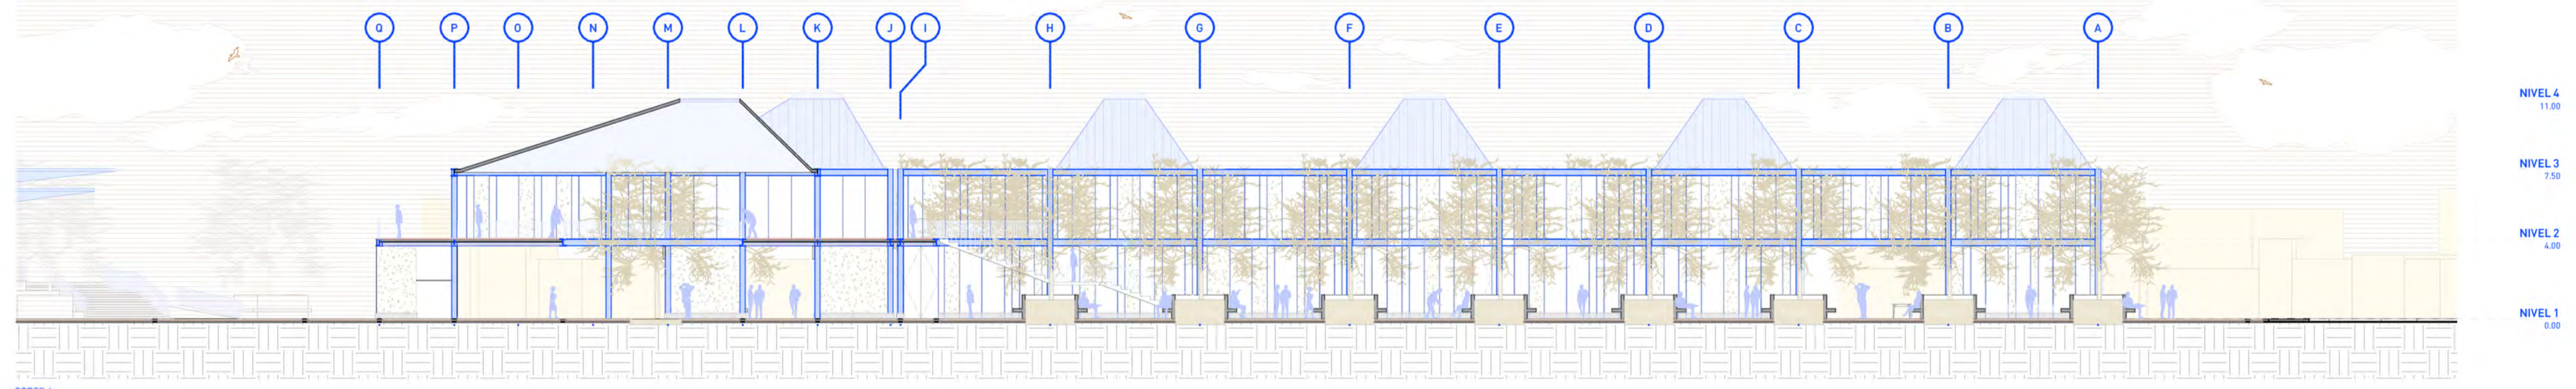 Q P O N M L K J I H G F E D C B A
NIVEL 4
11.00
NIVEL 3
7.50
NIVEL 2
4.00
NIVEL 1
0.00